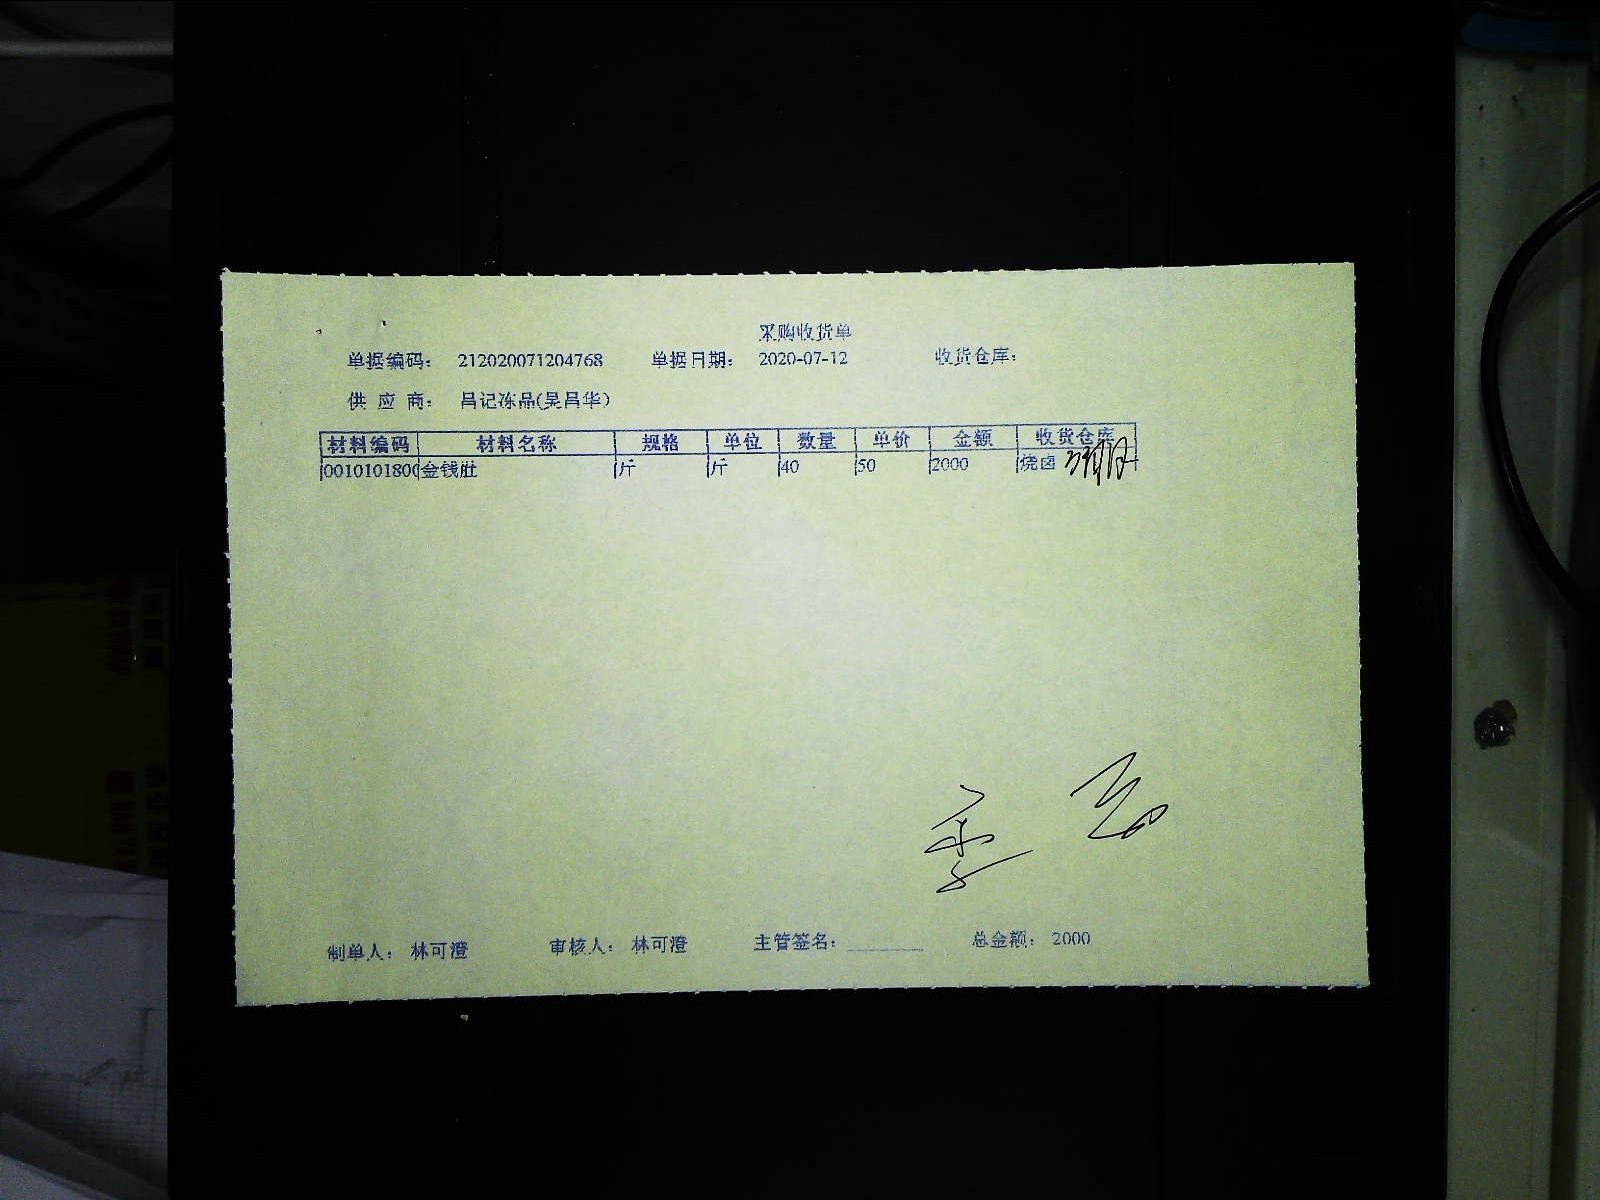 采购收货单
单据编码： 212020071204768 单据日期： 2020-07-12 收货仓库：
供 应 商： 昌记冻品(吴昌华)
材料编码 材料名称 规格 单位 数量 单价 金额 收货仓库
0010101800 金钱肚 斤 斤 40 50 2000 烧卤
制单人： 林可澄 审核人： 林可澄 主管签名： 总金额： 2000